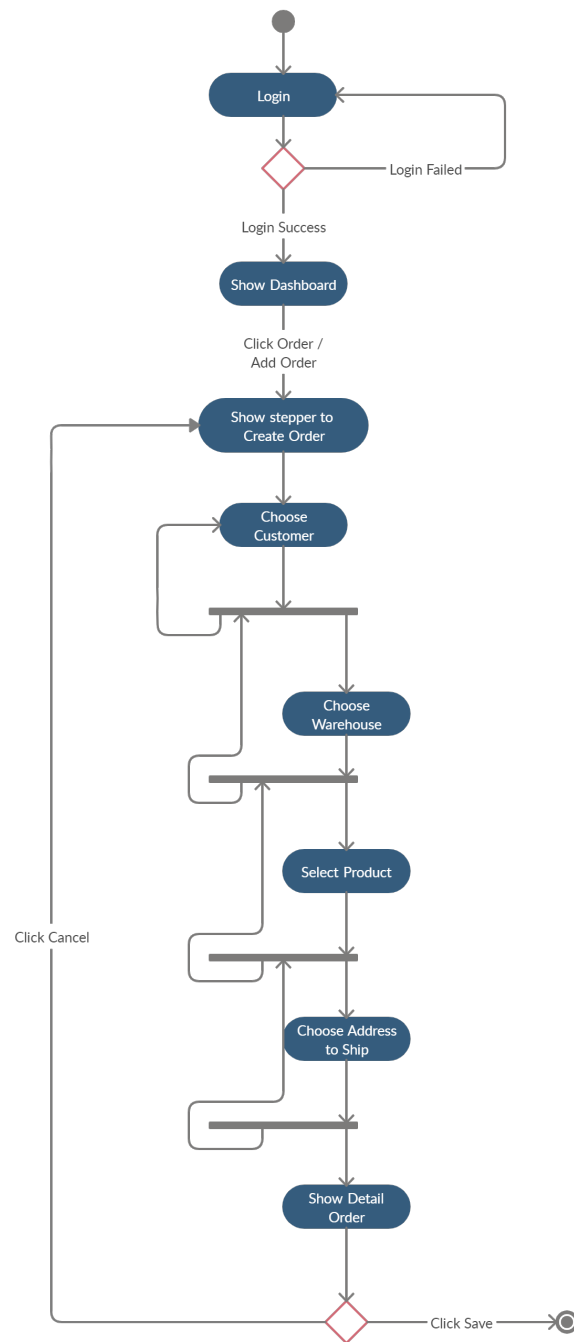 Login
Login Failed
Login Success
Show Dashboard
Click Order /
Add Order
Show stepper to
Create Order
Choose
Customer
Choose
Warehouse
Select Product
Click Cancel
Choose Address
to Ship
Show Detail
Order
Click Save